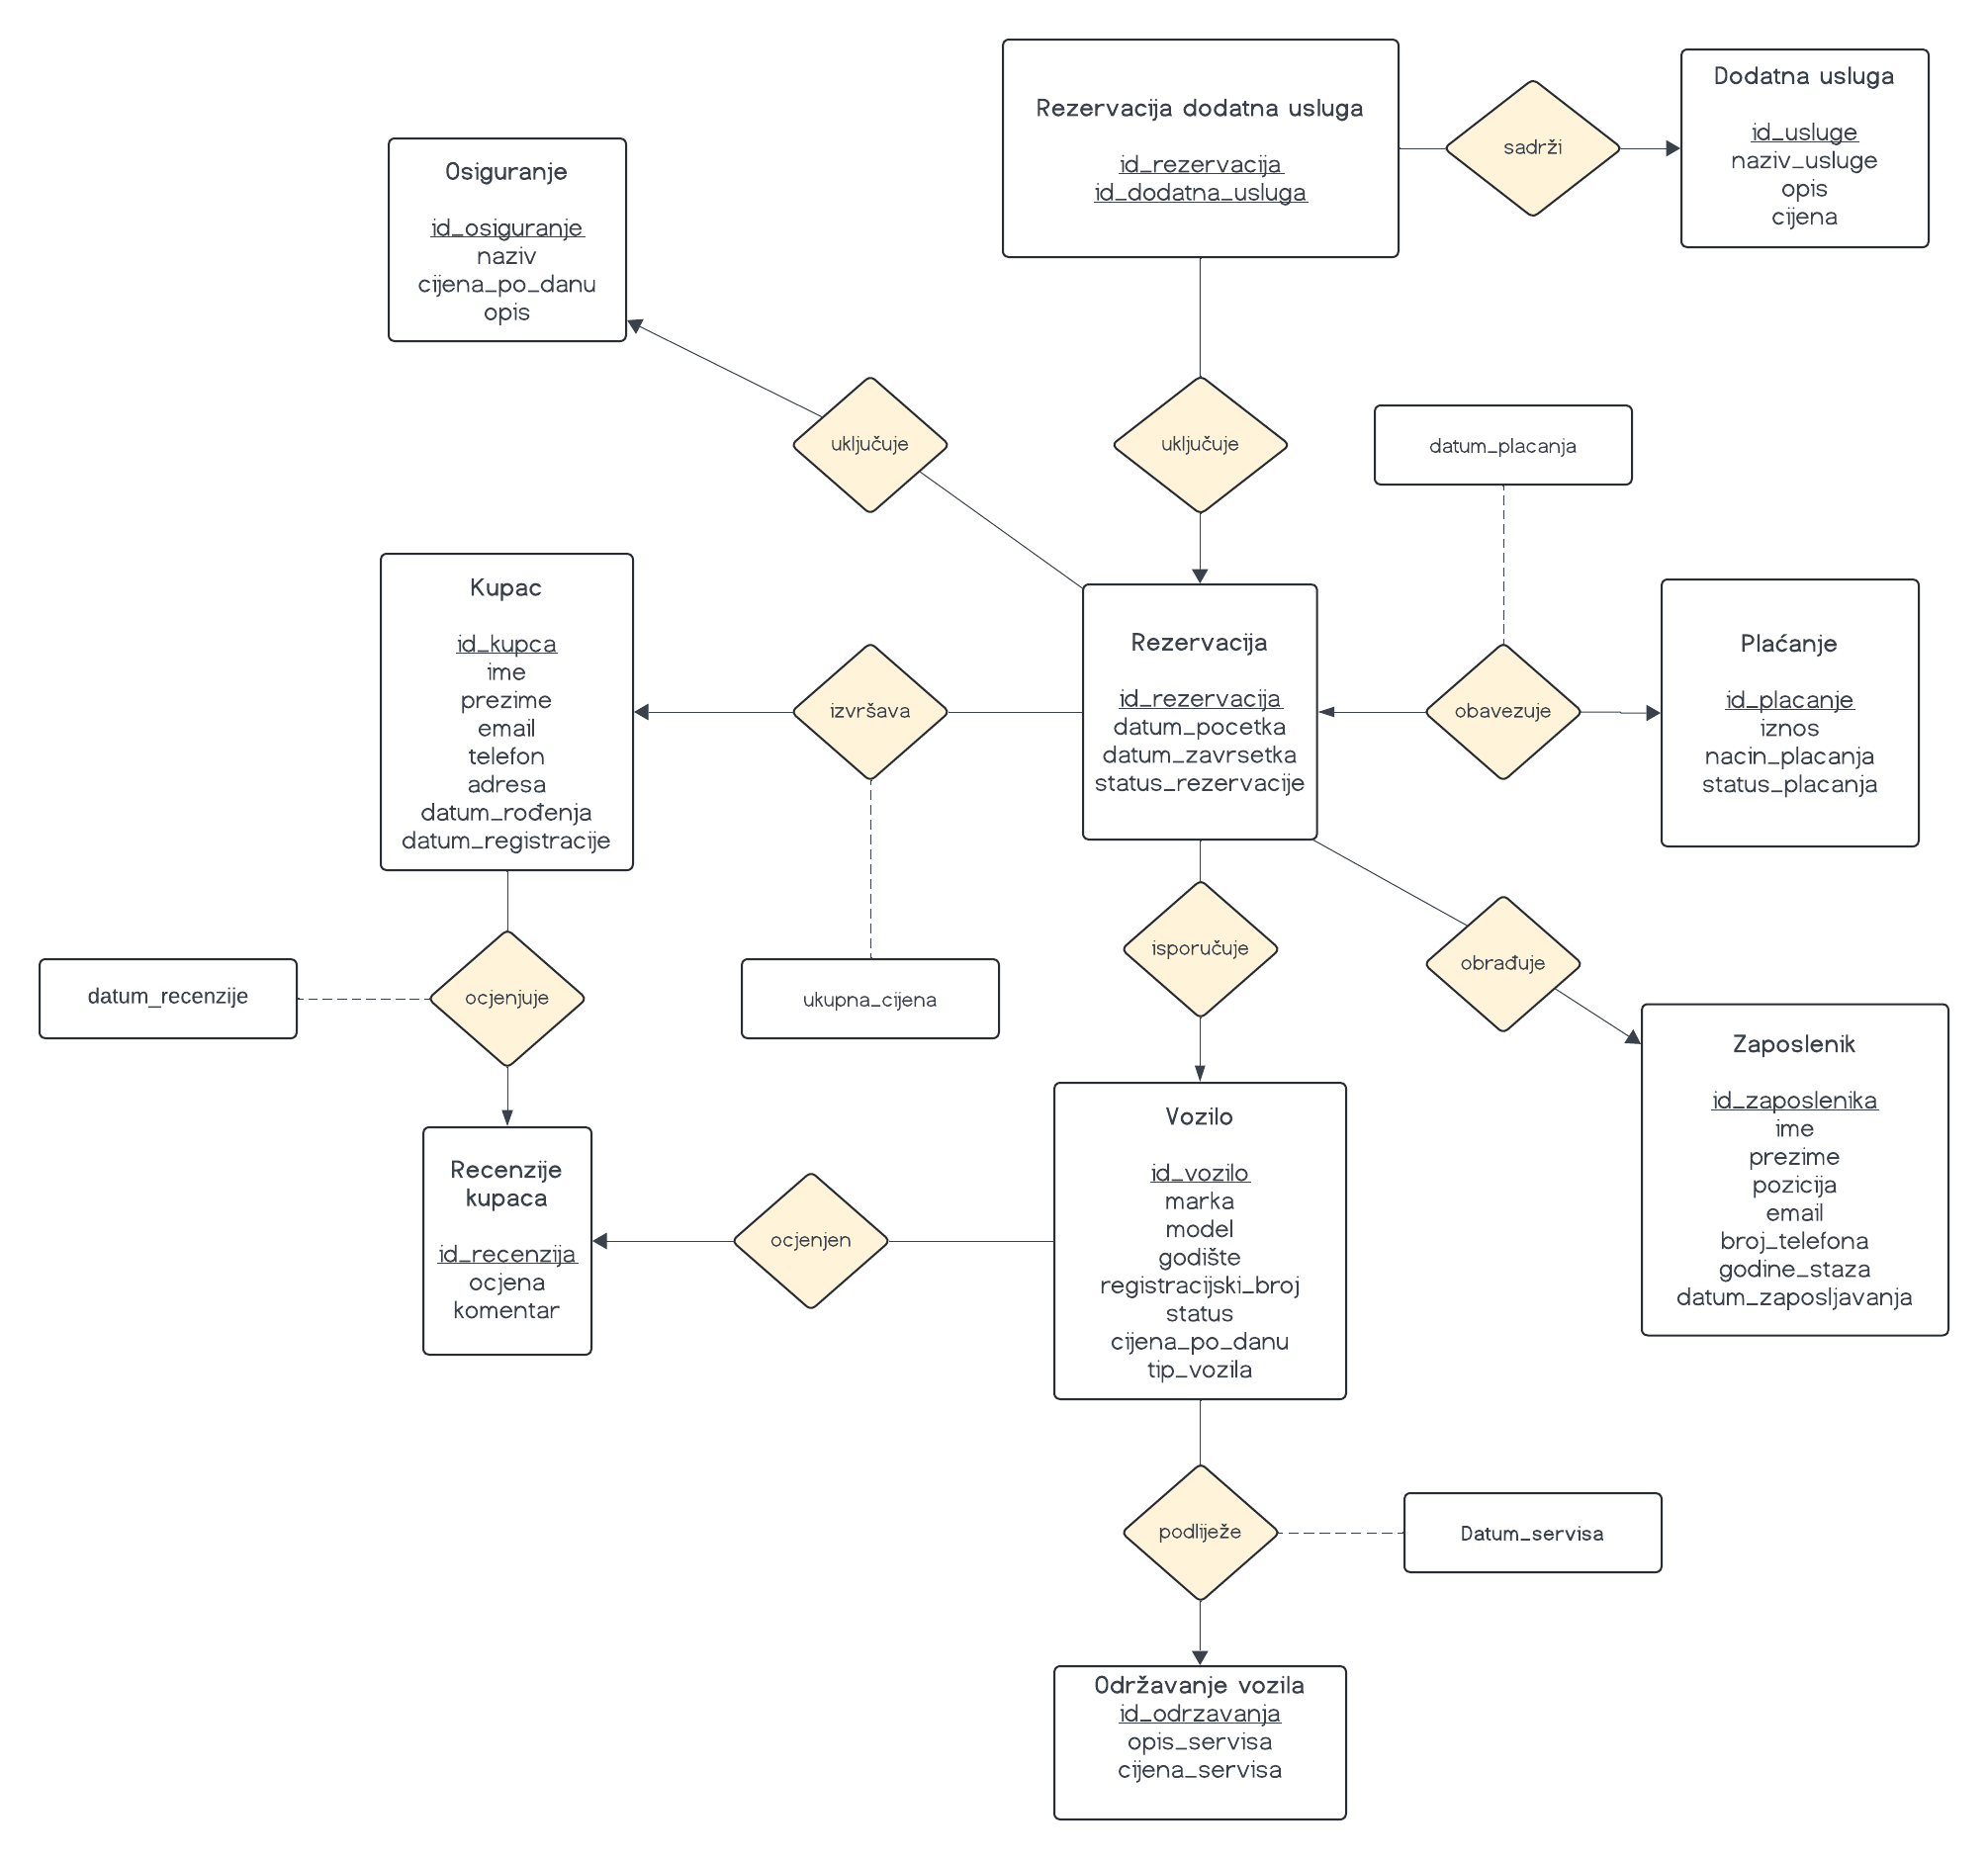 Rezervacija dodatna usluga
id_rezervacija
id_dodatna_usluga
sadrži
Dodatna usluga
id_usluge
naziv_usluge
opis
cijena
Osiguranje
id_osiguranje
naziv
cijena_po_danu
opis
uključuje
uključuje
datum_placanja
Kupac
id_kupca
ime
prezime
email
telefon
adresa
datum_rođenja
datum_registracije
izvršava
Rezervacija
id_rezervacija
datum_pocetka
datum_zavrsetka
status_rezervacije
obavezuje
Plaćanje
id_placanje
iznos
nacin_placanja
status_placanja
datum_recenzije
ocjenjuje
ukupna_cijena
isporučuje
obrađuje
Zaposlenik
id_zaposlenika
ime
prezime
pozicija
email
broj_telefona
godine_staza
datum_zaposljavanja
Recenzije
kupaca
id_recenzija
ocjena
komentar
ocjenjen
Vozilo
id_vozilo
marka
model
godište
registracijski_broj
status
cijena_po_danu
tip_vozila
podliježe
Datum_servisa
Održavanje vozila
id_odrzavanja
opis_servisa
cijena_servisa